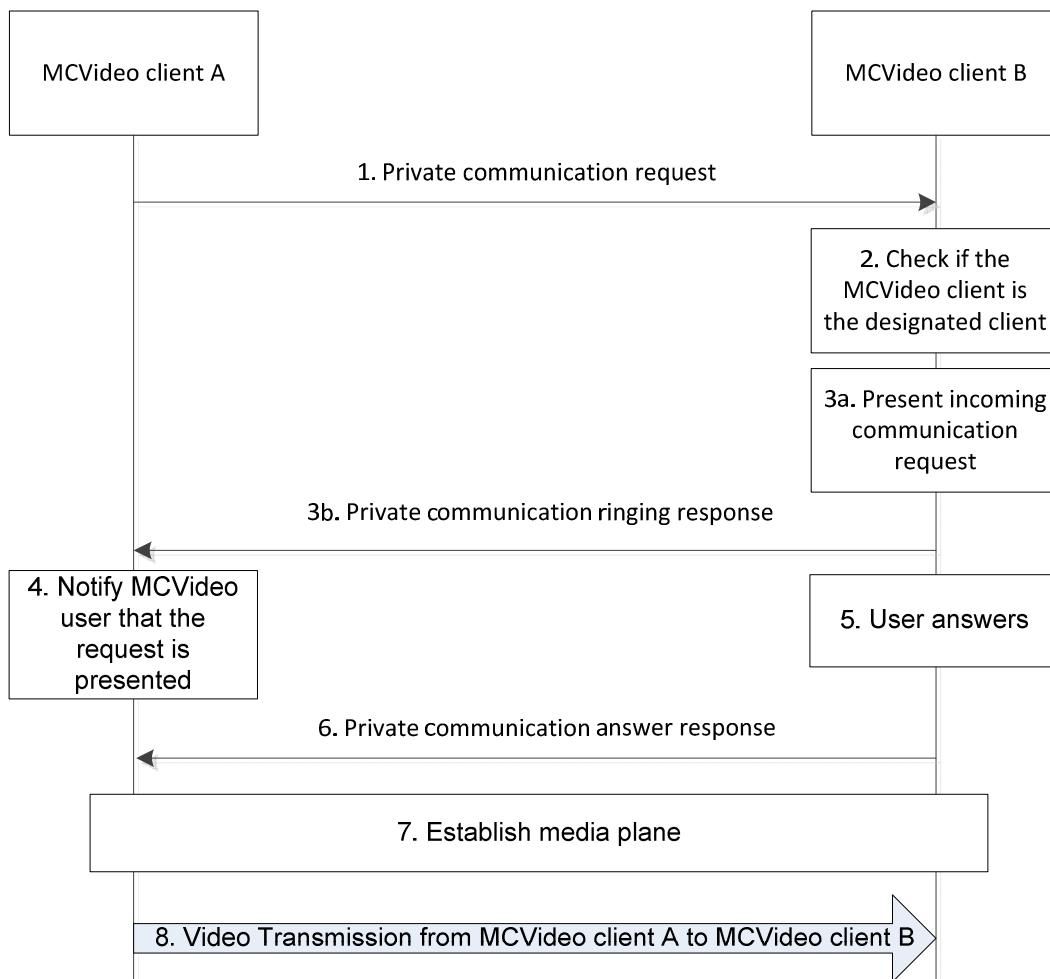 MCVideo client A
MCVideo client B
1. Private communication request
2. Check if the
MCVideo client is
the designated client
3a. Present incoming
communication
request
3b. Private communication ringing response
4. Notify MCVideo
user that the
request is
presented
5. User answers
6. Private communication answer response
7. Establish media plane
8. Video Transmission from MCVideo client A to MCVideo client B